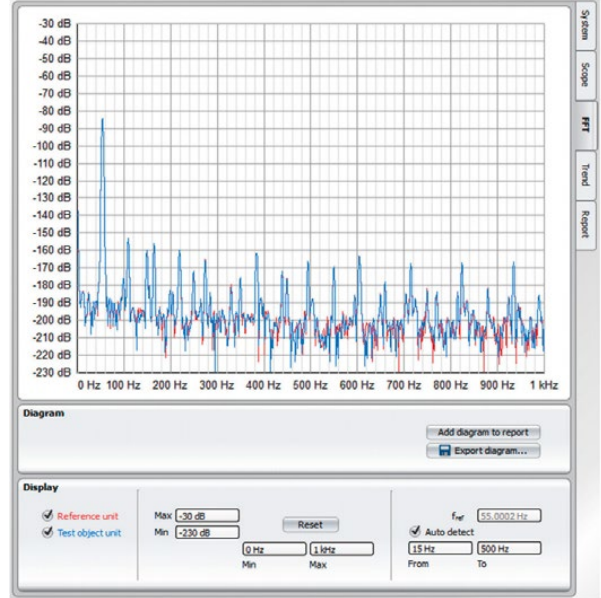 -30 dB
-40 dB
-50 dB
-60 dB
-70 dB
-80 dB
-90 dB
-100 dB
-110 dB
-120 dB
-130 dB
-140 dB
-150 dB
-160 dB
-170 dB
-180 dB
-190 dB
-200 dB
-210 dB
-220 dB
-230 dB
0 Hz 100 Hz 200 Hz 300 Hz 400 Hz 500 Hz 600 Hz 700 Hz 800 Hz 900 Hz 1 kHz
System
Scope
FFT
Trend
Report
Diagram
Add diagram to report
Export diagram...
Display
Reference unit
Test object unit
Max -30 dB
Min -230 dB
Reset
0 Hz 1 kHz
Min Max
fref 55.0002 Hz
Auto detect
15 Hz 500 Hz
From To